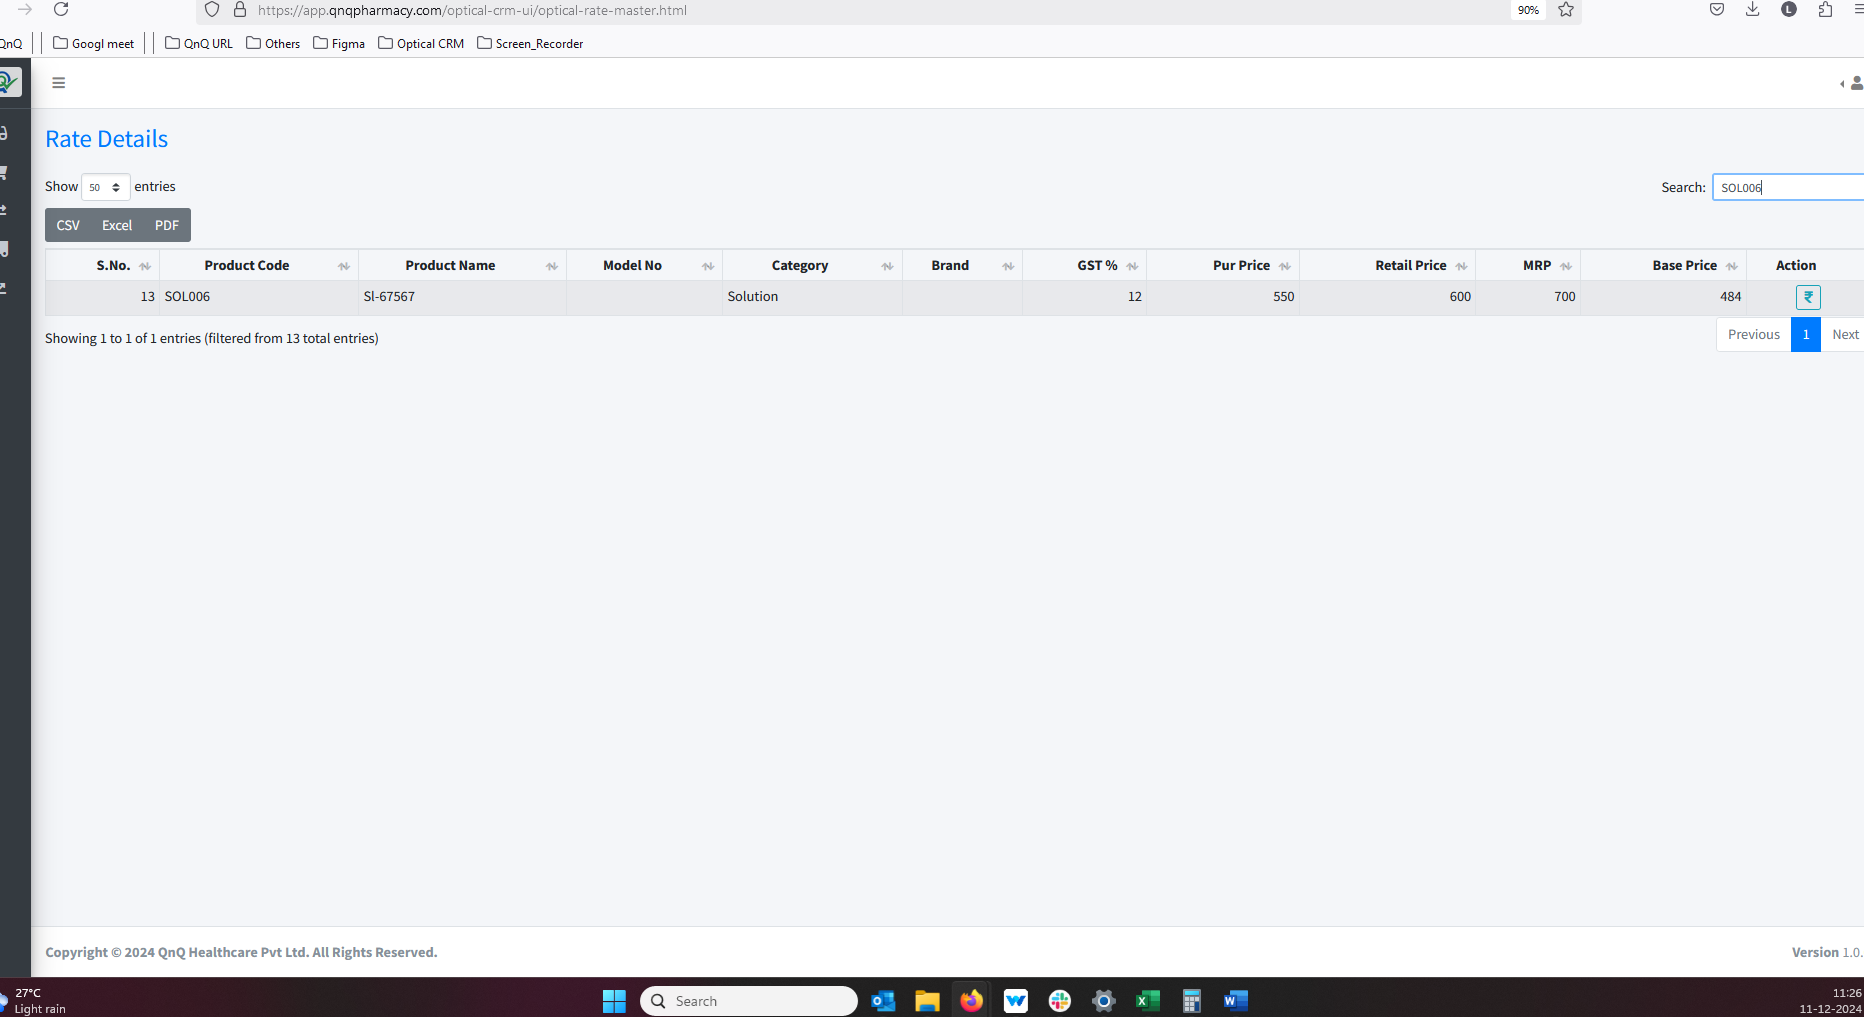 https://app.qnqpharmacy.com/optical-crm-ui/optical-rate-master.html 90% L
QnQ Googl meet QnQ URL Others Figma Optical CRM Screen_Recorder
Rate Details
Show 50 entries Search: SOL006
CSV Excel PDF
S.No. Product Code Product Name Model No Category Brand GST % Pur Price Retail Price MRP Base Price Action
13 SOL006 Sl-67567 Solution 12 550 600 700 484 ₹
Showing 1 to 1 of 1 entries (filtered from 13 total entries) Previous 1 Next
Copyright © 2024 QnQ Healthcare Pvt Ltd. All Rights Reserved. Version 1.0.
27°C
Light rain
Search
11:26
11-12-2024